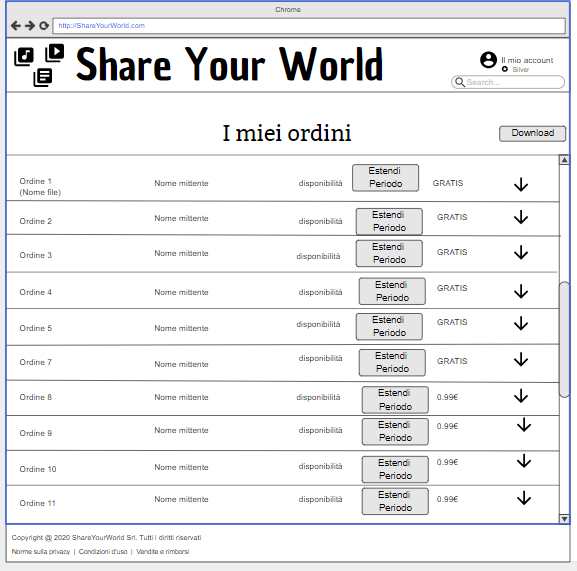 Chrome
http://ShareYourWorld.com
Share Your World
Il mio account
Silver
Search...
I miei ordini
Download
Ordine 1
(Nome file)
Nome mittente
disponibilità
Estendi
Periodo
GRATIS
Ordine 2
Nome mittente
disponibilità
Estendi
Periodo
GRATIS
Ordine 3
Nome mittente
disponibilità
Estendi
Periodo
GRATIS
Ordine 4
Nome mittente
disponibilità
Estendi
Periodo
GRATIS
Ordine 5
Nome mittente
disponibilità
Estendi
Periodo
GRATIS
Ordine 7
Nome mittente
disponibilità
Estendi
Periodo
GRATIS
Ordine 8
Nome mittente
disponibilità
Estendi
Periodo
0.99€
Ordine 9
Nome mittente
disponibilità
Estendi
Periodo
0.99€
Ordine 10
Nome mittente
disponibilità
Estendi
Periodo
0.99€
Ordine 11
Nome mittente
disponibilità
Estendi
Periodo
0.99€
Copyright @ 2020 ShareYourWorld Srl. Tutti i diritti riservati
Norme sulla privacy | Condizioni d'uso | Vendite e rimborsi